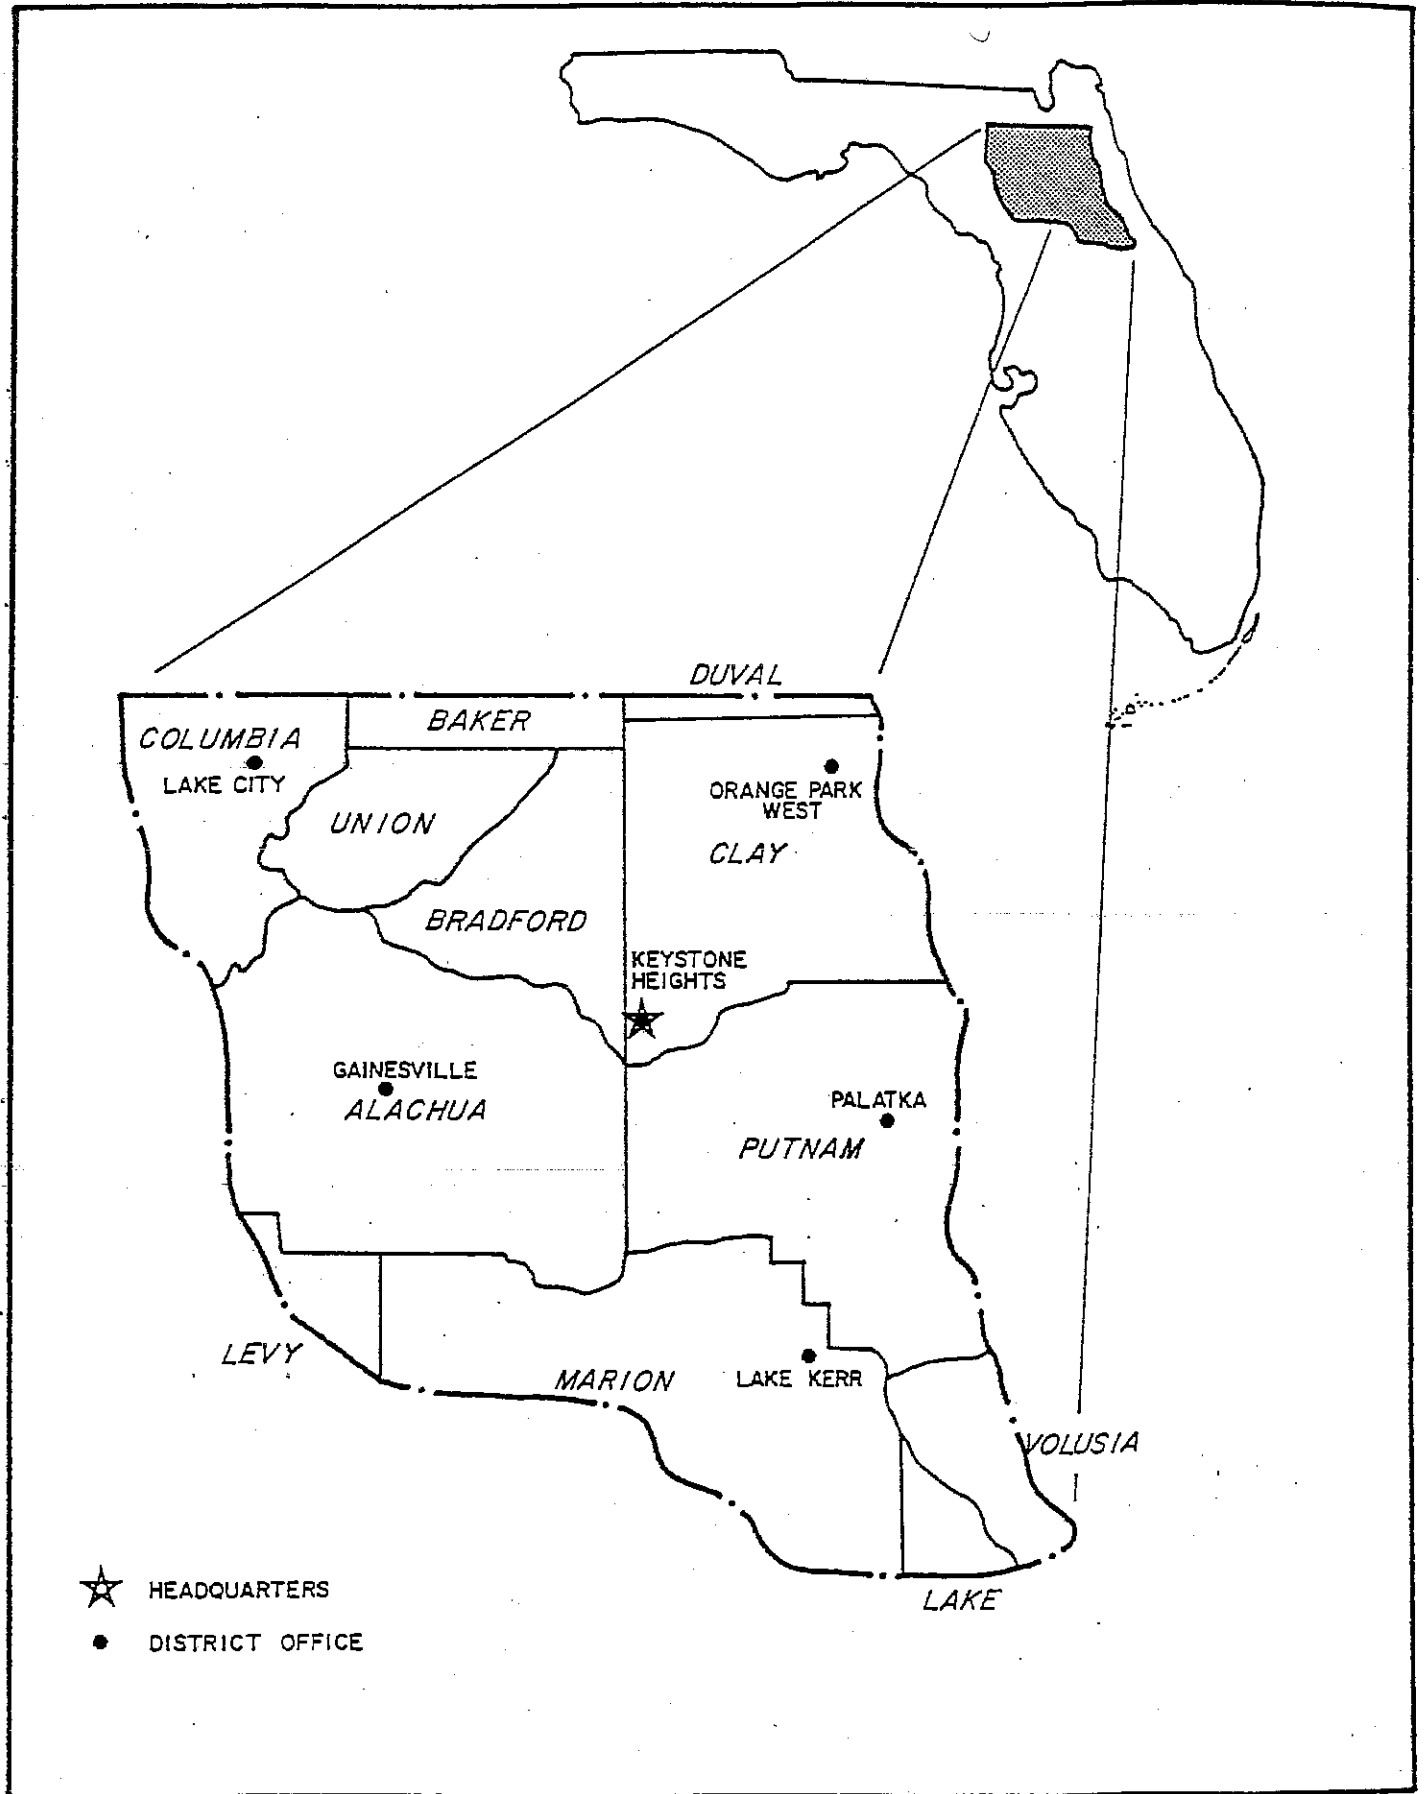 DUVAL
BAKER
COLUMBIA
LAKE CITY
ORANGE PARK
WEST
UNION
CLAY
BRADFORD
KEYSTONE
HEIGHTS
GAINESVILLE
ALACHUA
PALATKA
PUTNAM
LEVY
MARION
LAKE KERR
VOLUSIA
LAKE
HEADQUARTERS
DISTRICT OFFICE